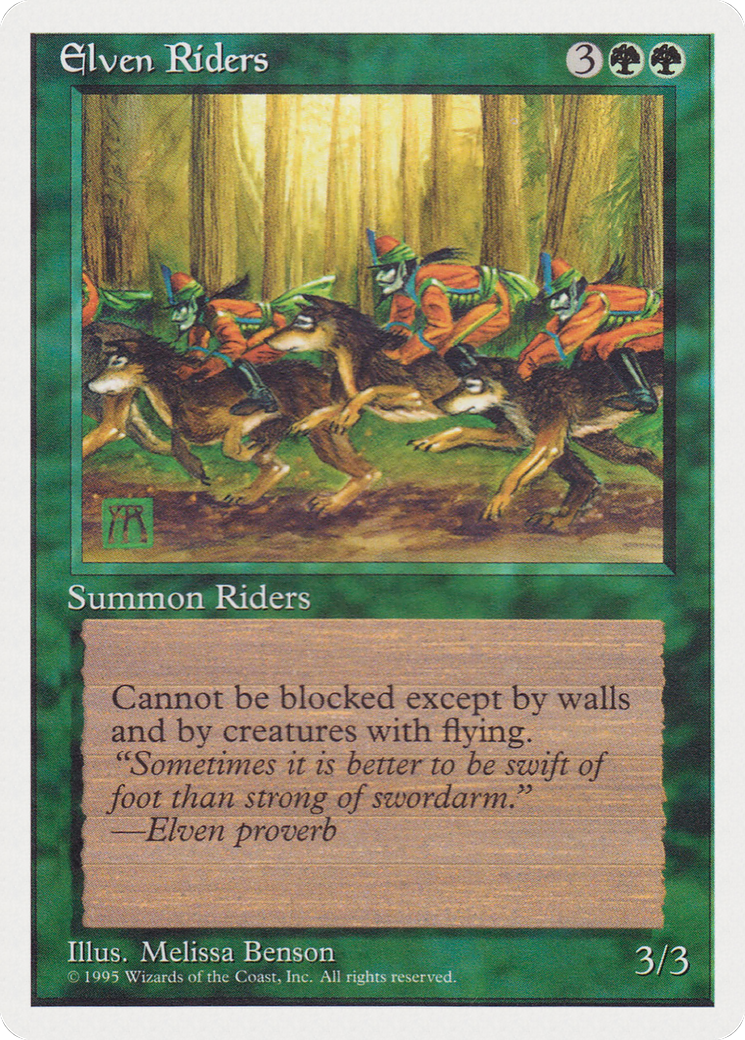 Elven Riders
3
Summon Riders
Cannot be blocked except by walls
and by creatures with flying.
“Sometimes it is better to be swift of
foot than strong of swordarm.”
—Elven proverb
Illus. Melissa Benson
3/3
© 1995 Wizards of the Coast, Inc. All rights reserved.